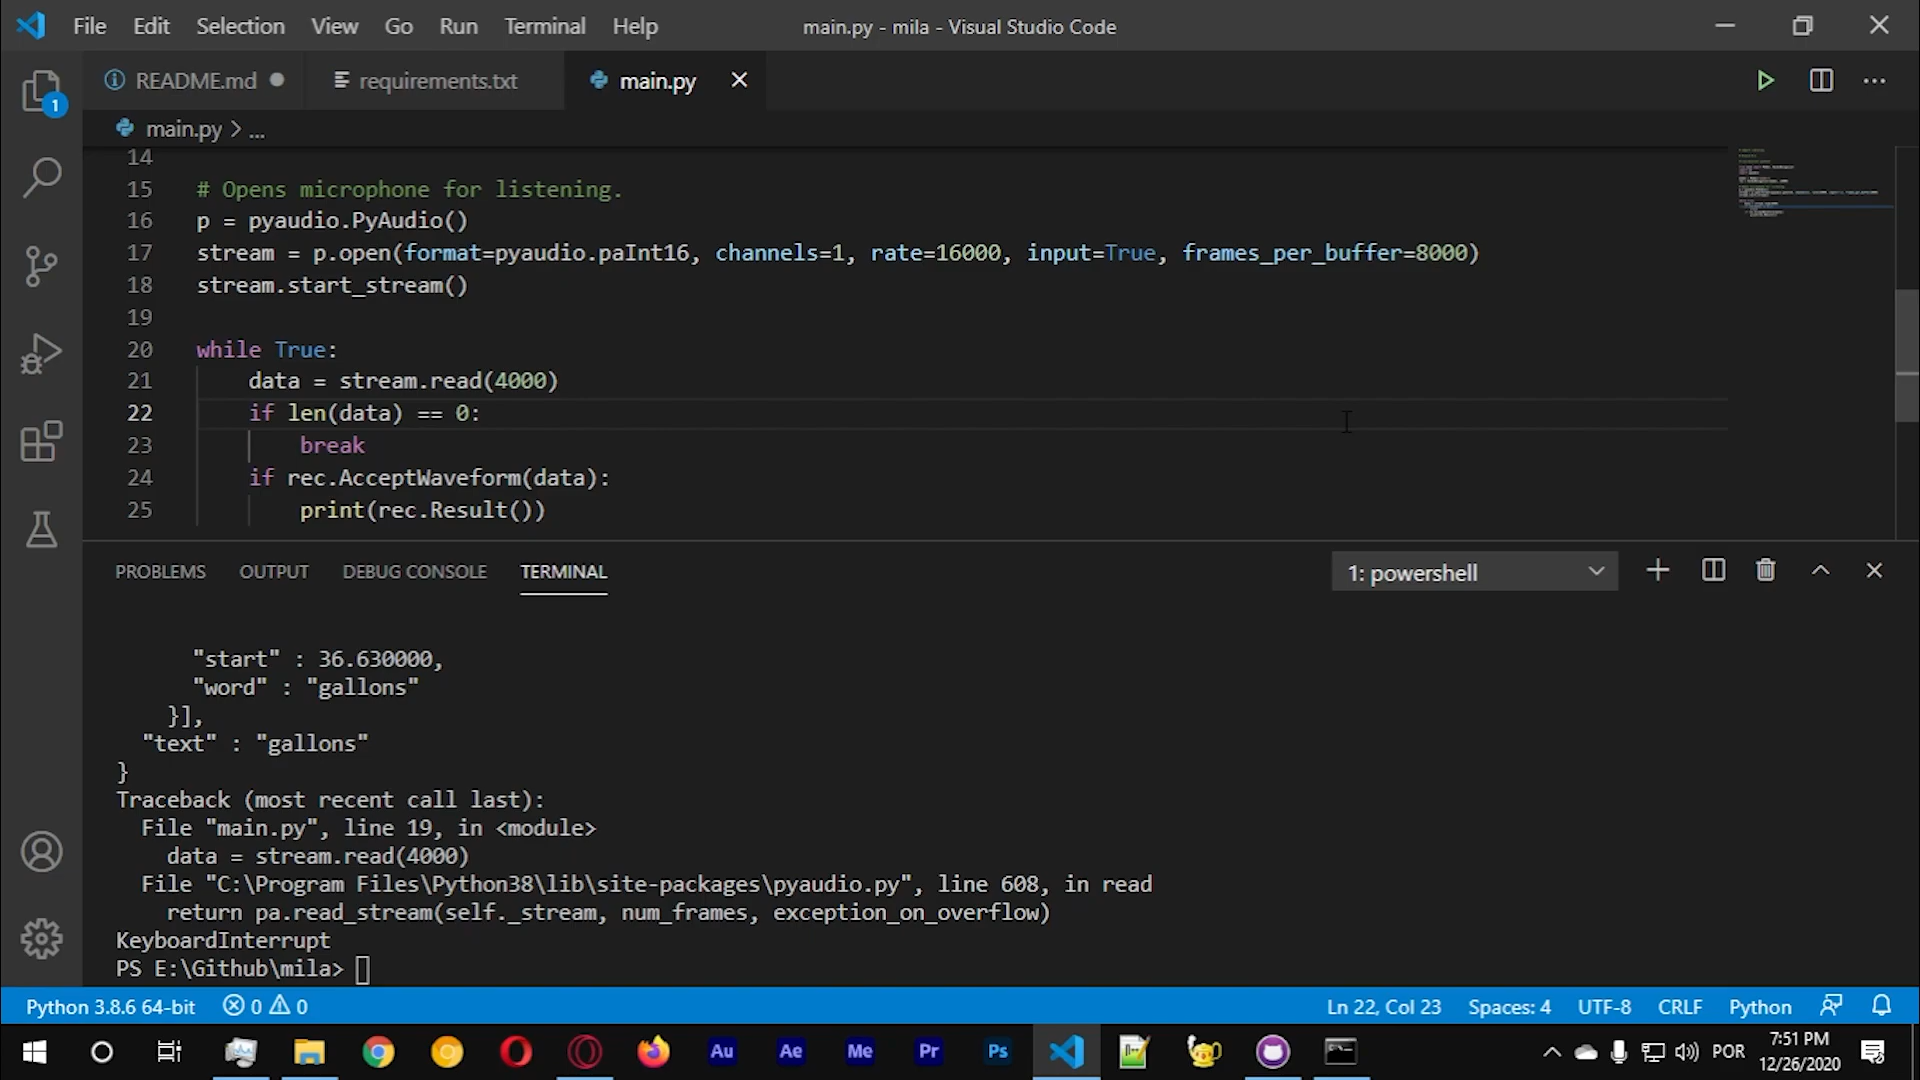 File Edit Selection View Go Run Terminal Help main.py - mila - Visual Studio Code
README.md requirements.txt main.py
main.py > ...
14
15 # Opens microphone for listening.
16 p = pyaudio.PyAudio()
17 stream = p.open(format=pyaudio.paInt16, channels=1, rate=16000, input=True, frames_per_buffer=8000)
18 stream.start_stream()
19
20 while True:
21 data = stream.read(4000)
22 if len(data) == 0:
23 break
24 if rec.AcceptWaveform(data):
25 print(rec.Result())
PROBLEMS OUTPUT DEBUG CONSOLE TERMINAL 1: powershell
"start" : 36.630000,
"word" : "gallons"
}],
"text" : "gallons"
}
Traceback (most recent call last):
File "main.py", line 19, in <module>
data = stream.read(4000)
File "C:\Program Files\Python38\lib\site-packages\pyaudio.py", line 608, in read
return pa.read_stream(self._stream, num_frames, exception_on_overflow)
KeyboardInterrupt
PS E:\Github\mila>
Python 3.8.6 64-bit 0 0 Ln 22, Col 23 Spaces: 4 UTF-8 CRLF Python
1
Au Ae Me Pr Ps POR 7:51 PM
12/26/2020